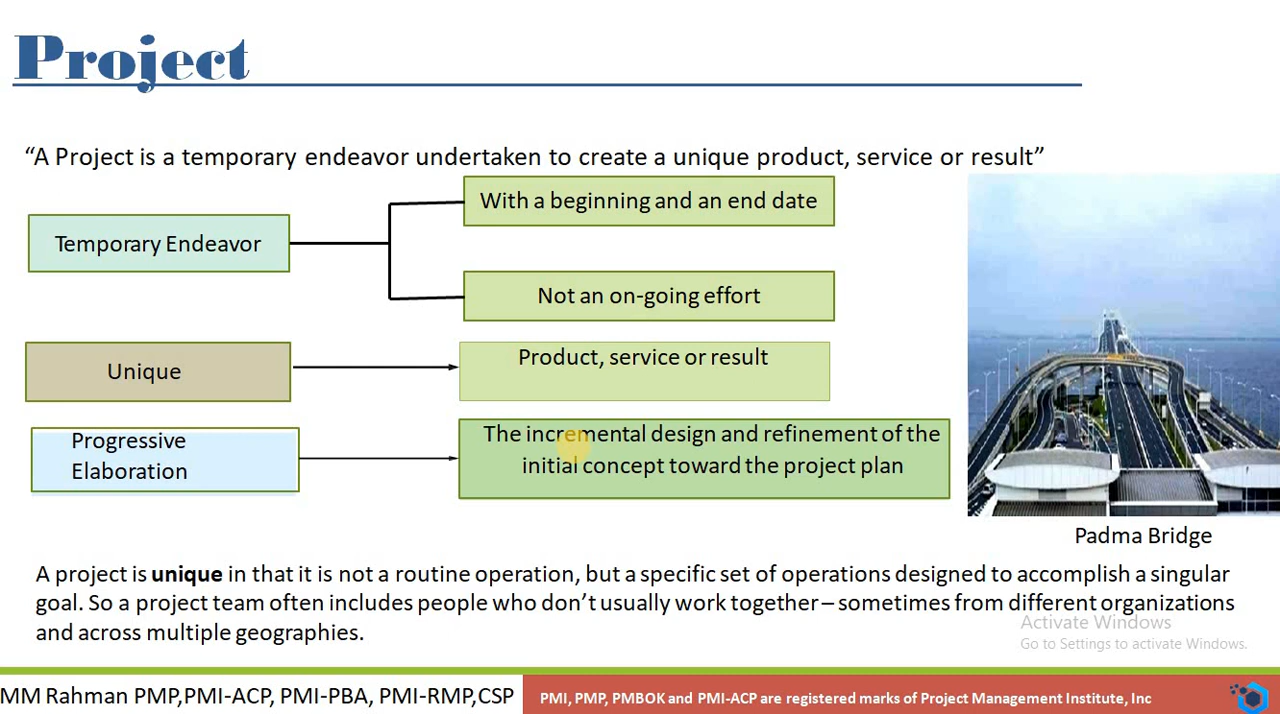 Project
“A Project is a temporary endeavor undertaken to create a unique product, service or result”
With a beginning and an end date
Temporary Endeavor
Not an on-going effort
Unique
Product, service or result
Progressive
Elaboration
The incremental design and refinement of the
initial concept toward the project plan
Padma Bridge
A project is unique in that it is not a routine operation, but a specific set of operations designed to accomplish a singular
goal. So a project team often includes people who don’t usually work together – sometimes from different organizations
and across multiple geographies.
Activate Windows
Go to Settings to activate Windows.
MM Rahman PMP,PMI-ACP, PMI-PBA, PMI-RMP,CSP
PMI, PMP, PMBOK and PMI-ACP are registered marks of Project Management Institute, Inc